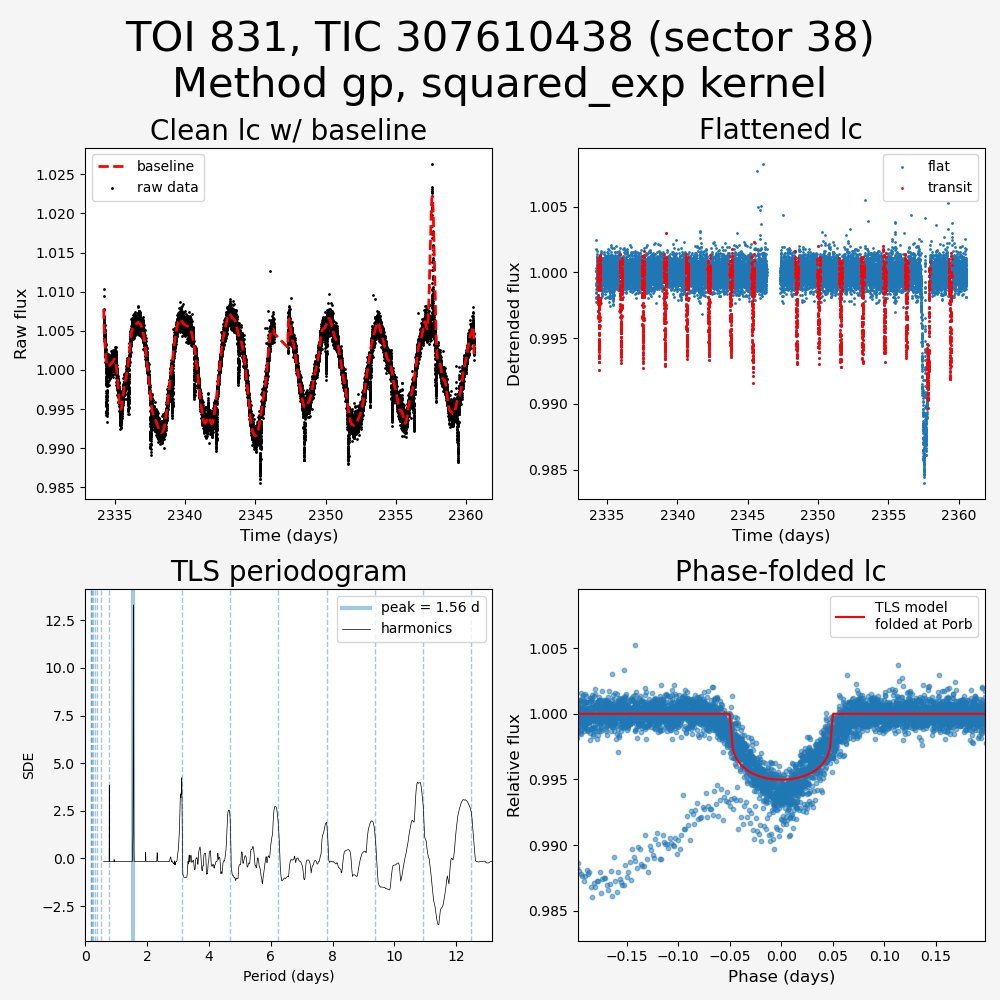 TOI 831, TIC 307610438 (sector 38)
Method gp, squared_exp kernel
Clean lc w/ baseline
baseline
raw data
Raw flux
1.025
1.020
1.015
1.010
1.005
1.000
0.995
0.990
0.985
2335 2340 2345 2350 2355 2360
Time (days)
Flattened lc
flat
transit
Detrended flux
1.005
1.000
0.995
0.990
0.985
2335 2340 2345 2350 2355 2360
Time (days)
TLS periodogram
peak = 1.56 d
harmonics
SDE
12.5
10.0
7.5
5.0
2.5
0.0
−2.5
0 2 4 6 8 10 12
Period (days)
Phase-folded lc
TLS model
folded at Porb
Relative flux
1.005
1.000
0.995
0.990
0.985
−0.15 −0.10 −0.05 0.00 0.05 0.10 0.15
Phase (days)